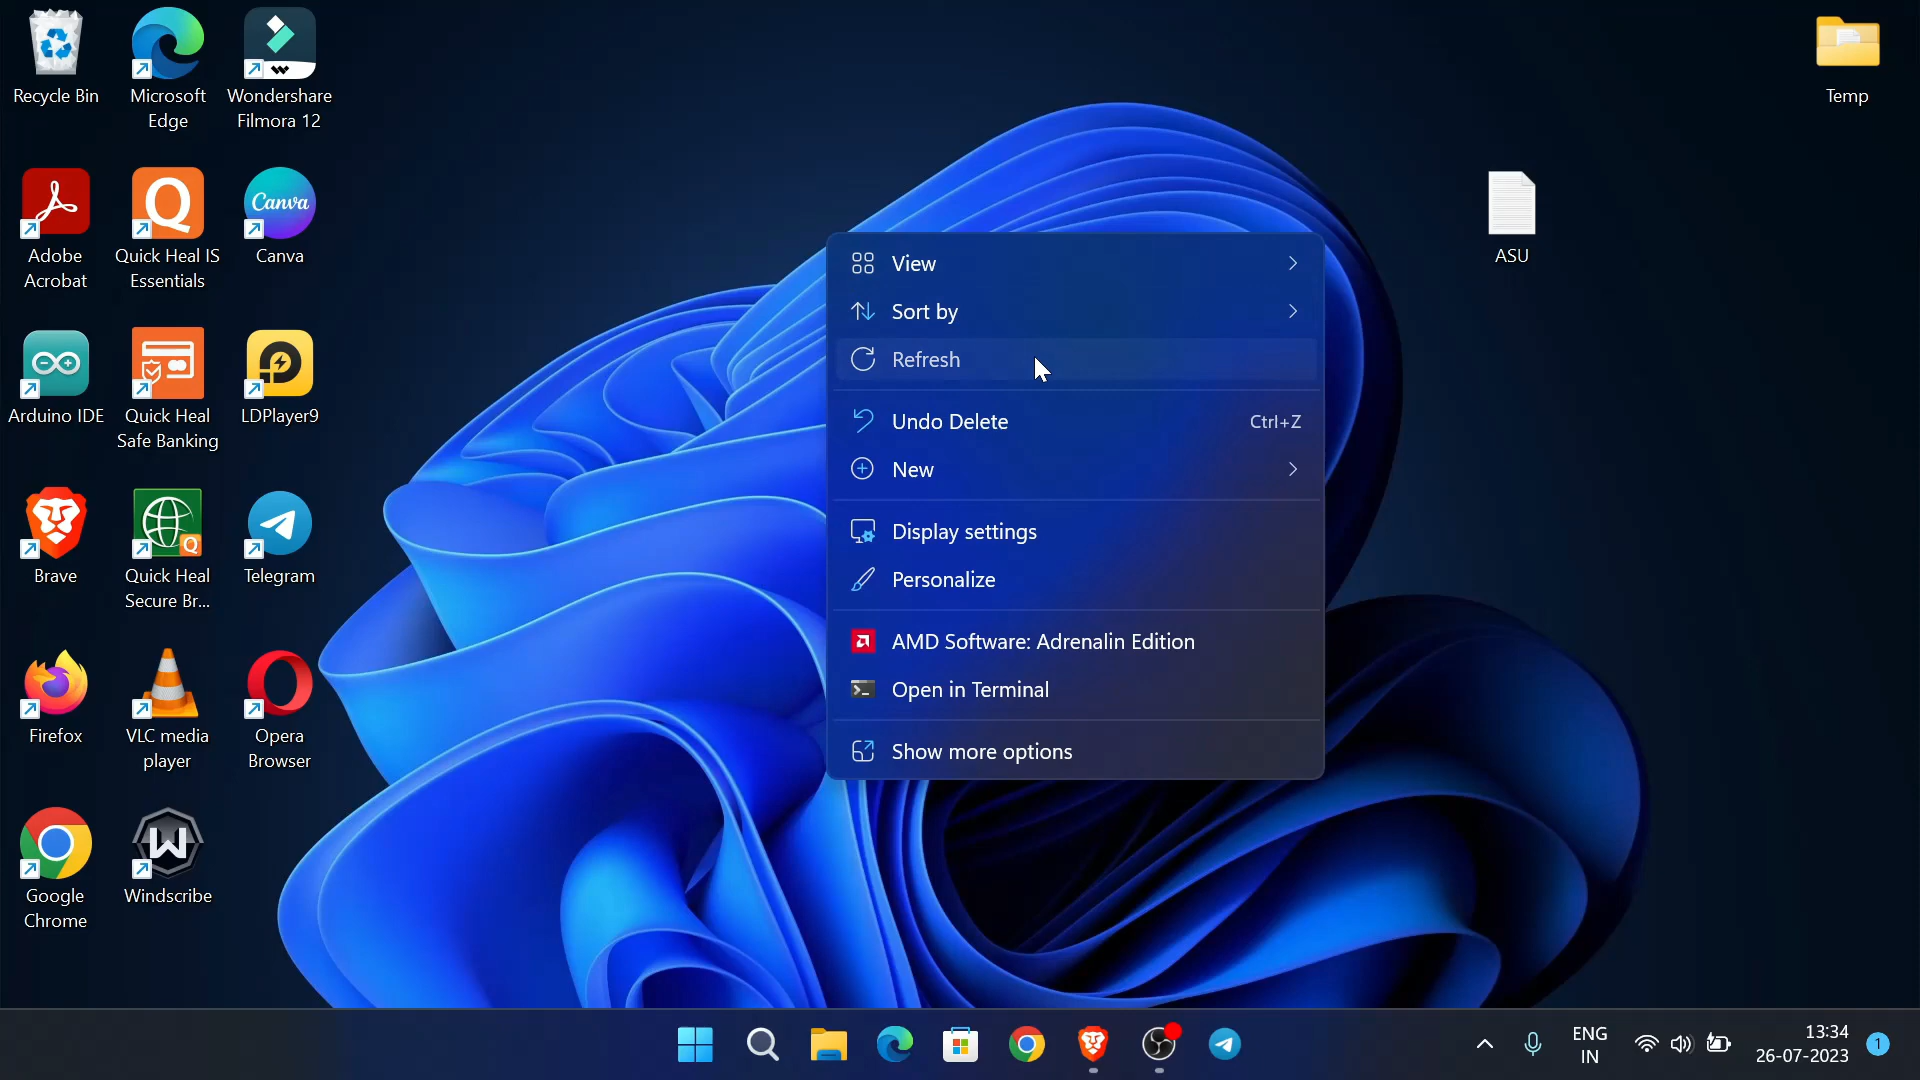 Recycle Bin
Microsoft
Edge
Wondershare
Filmora 12
Temp
Adobe
Acrobat
Quick Heal IS
Essentials
Canva
Canva
ASU
Arduino IDE
Quick Heal
Safe Banking
LDPlayer9
Brave
Quick Heal
Secure Br...
Telegram
Firefox
VLC media
player
Opera
Browser
Google
Chrome
Windscribe
View
Sort by
Refresh
Undo Delete Ctrl+Z
New
Display settings
Personalize
AMD Software: Adrenalin Edition
Open in Terminal
Show more options
ENG
IN
13:34
26-07-2023
1